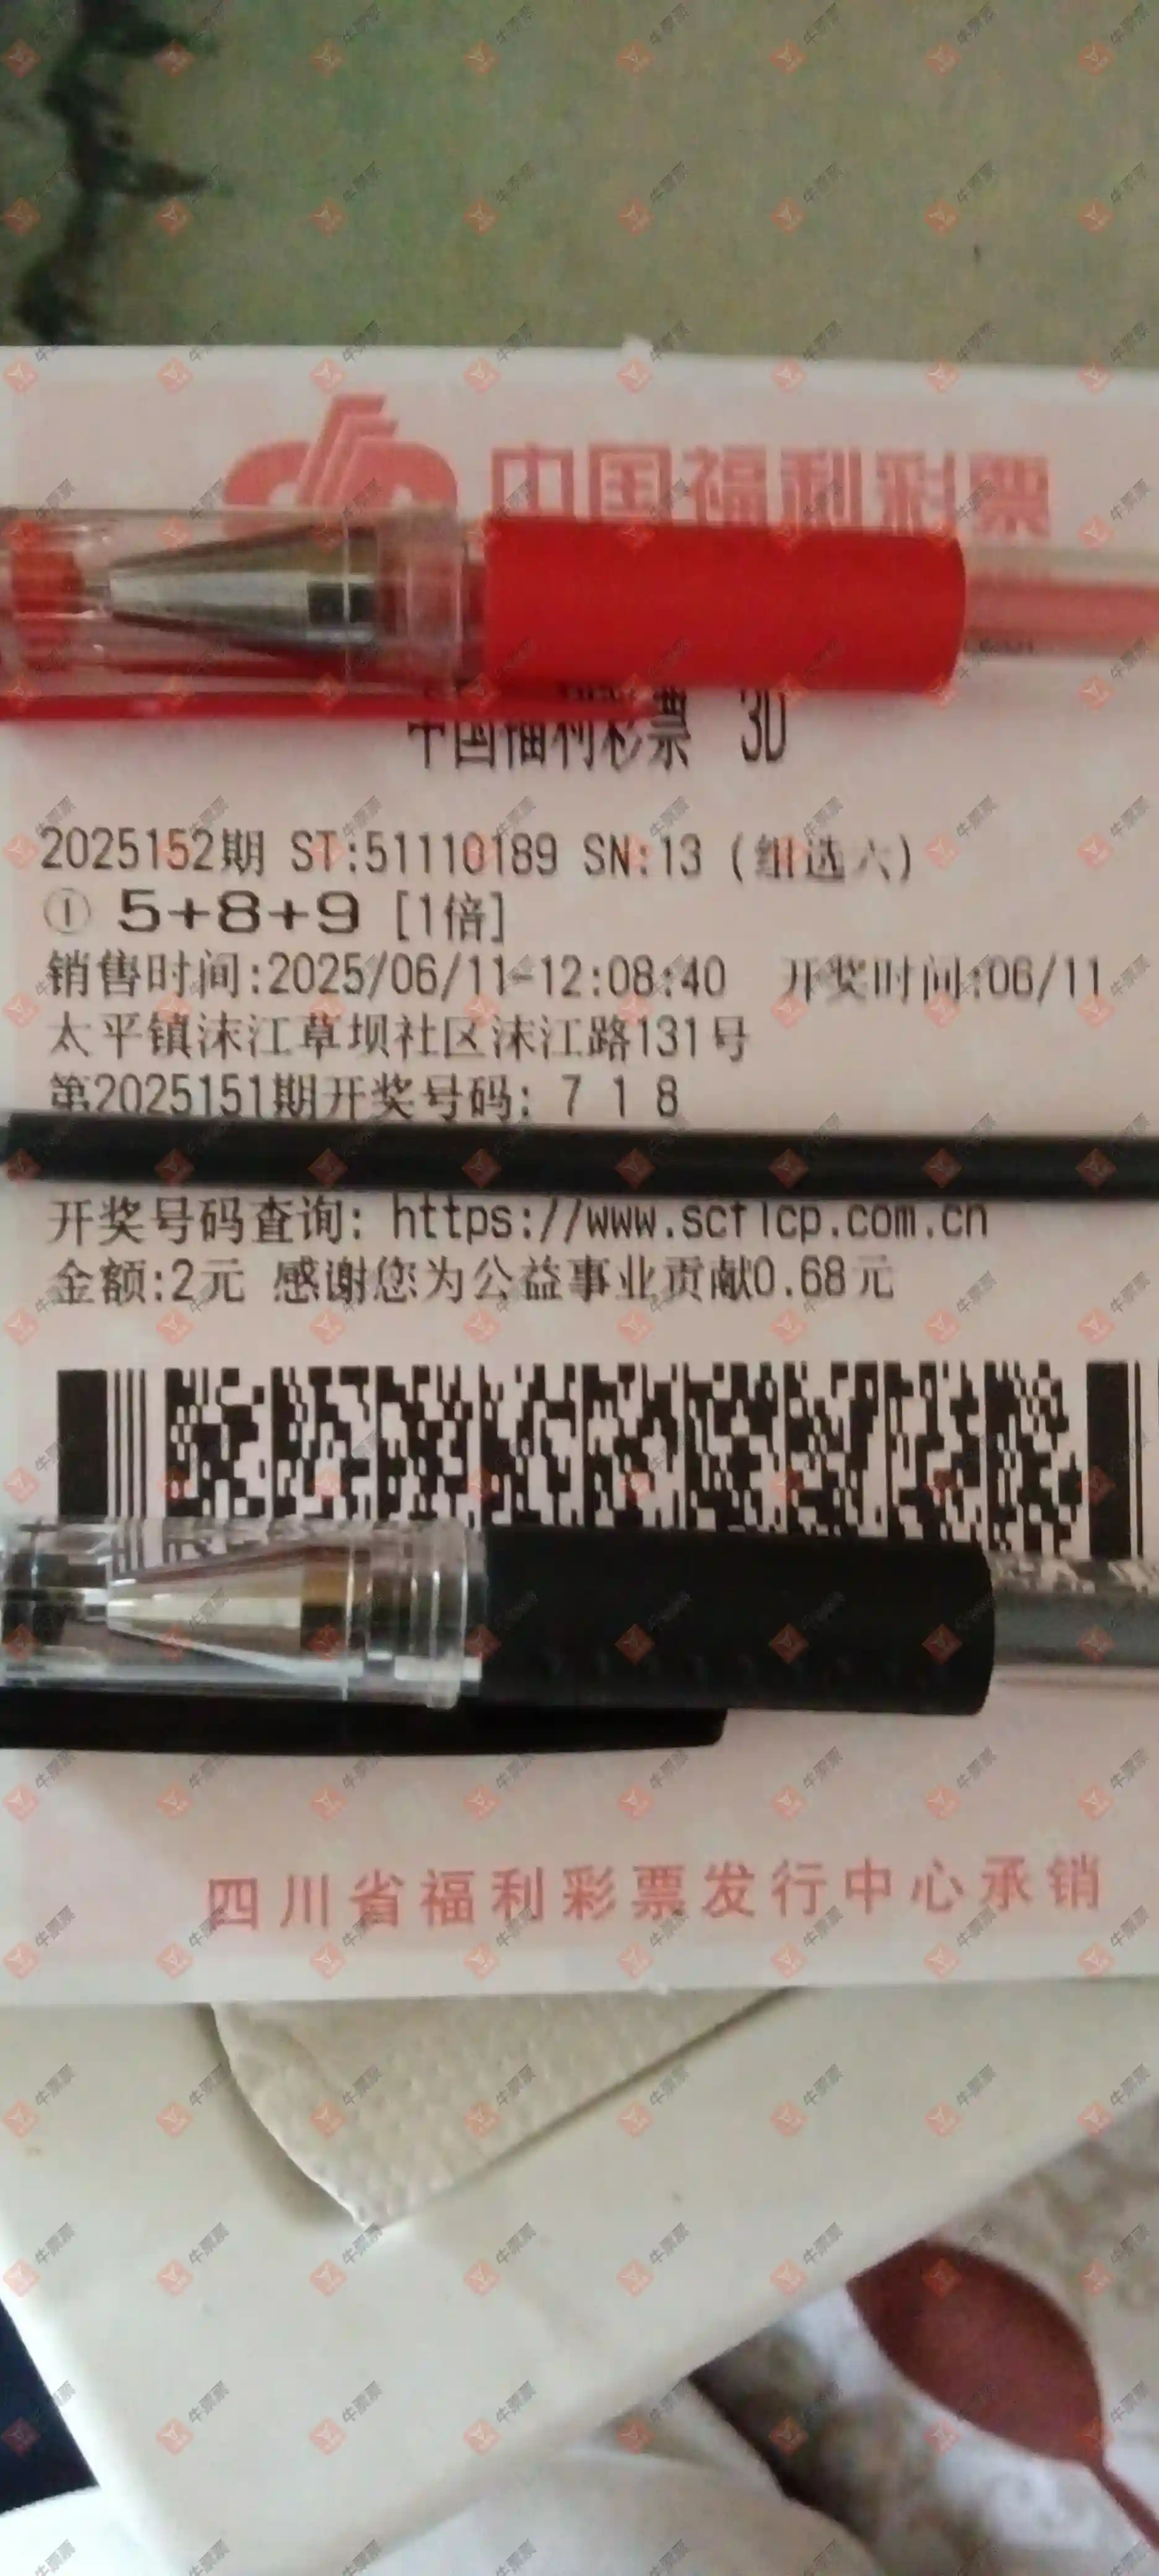 中国福利彩票
中国福利彩票 3D
2025152期 ST:51110189 SN:13 (组选六)
① 5+8+9 [1倍]
销售时间:2025/06/11-12:08:40 开奖时间:06/11
太平镇沫江草坝社区沫江路131号
第2025151期开奖号码: 7 1 8
开奖号码查询: https://www.scflcp.com.cn
金额:2元 感谢您为公益事业贡献0.68元
四川省福利彩票发行中心承销
牛票票